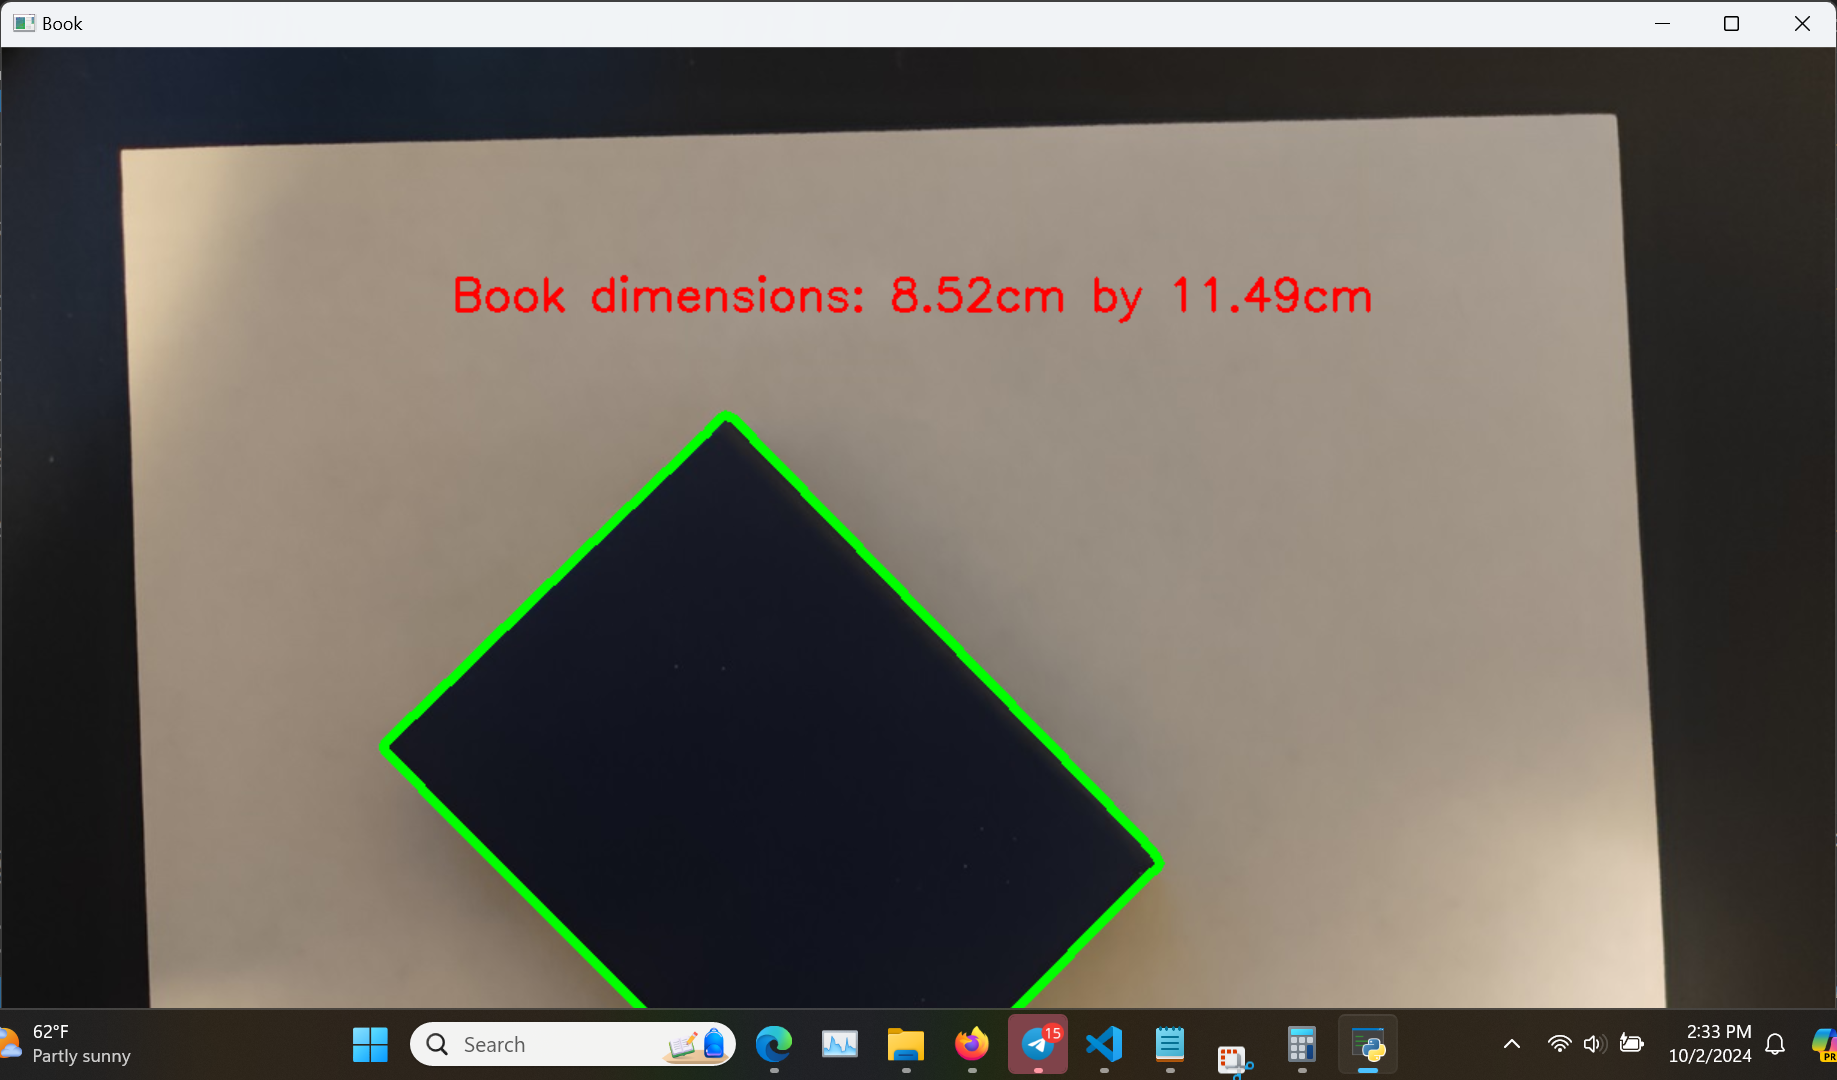 Book
Book dimensions: 8.52cm by 11.49cm
62°F
Partly sunny
Search
15
2:33 PM
10/2/2024
PRE